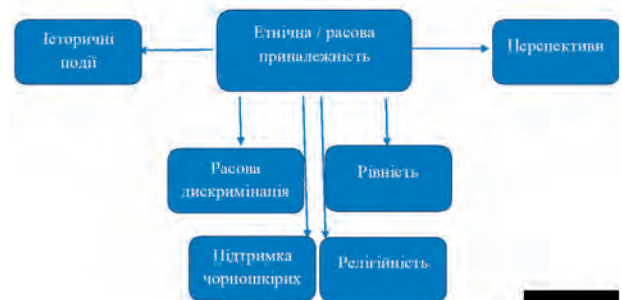 Історичні
події
Етнічна / расова
приналежність
Перспективи
Расова
дискримінація
Рівність
Підтримка
чорношкірих
Релігійність